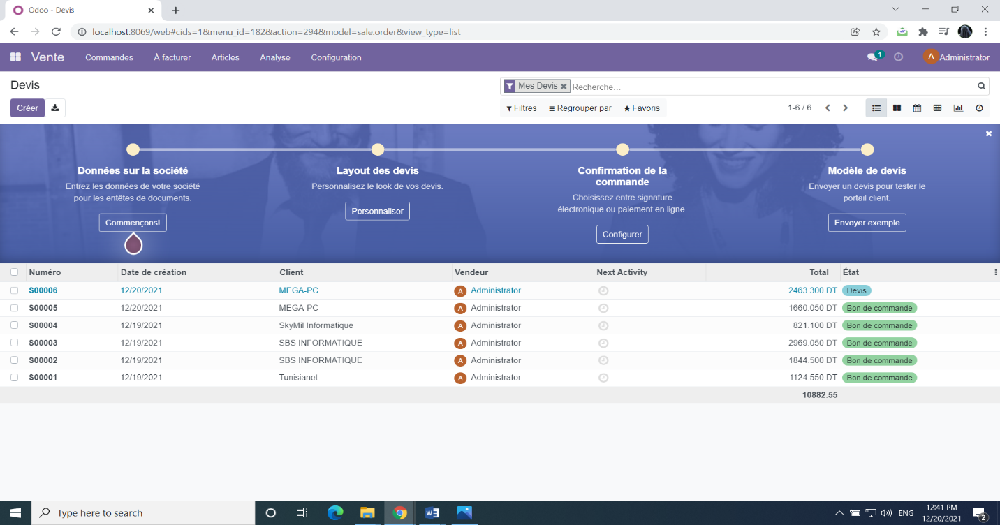 Odoo - Devis
localhost:8069/web#cids=1&menu_id=182&action=294&model=sale.order&view_type=list
Vente Commandes À facturer Articles Analyse Configuration 1 A Administrator
Devis
Mes Devis Recherche...
Créer
Filtres Regrouper par Favoris 1-6 / 6
Données sur la société
Entrez les données de votre société
pour les entêtes de documents.
Commençons!
Layout des devis
Personnalisez le look de vos devis.
Personnaliser
Confirmation de la
commande
Choisissez entre signature
électronique ou paiement en ligne.
Configurer
Modèle de devis
Envoyer un devis pour tester le
portail client.
Envoyer exemple
Numéro Date de création Client Vendeur Next Activity Total État
S00006 12/20/2021 MEGA-PC A Administrator 2463.300 DT Devis
S00005 12/20/2021 MEGA-PC A Administrator 1660.050 DT Bon de commande
S00004 12/19/2021 SkyMil Informatique A Administrator 821.100 DT Bon de commande
S00003 12/19/2021 SBS INFORMATIQUE A Administrator 2969.050 DT Bon de commande
S00002 12/19/2021 SBS INFORMATIQUE A Administrator 1844.500 DT Bon de commande
S00001 12/19/2021 Tunisianet A Administrator 1124.550 DT Bon de commande
10882.55
Type here to search
ENG
12:41 PM
12/20/2021
2